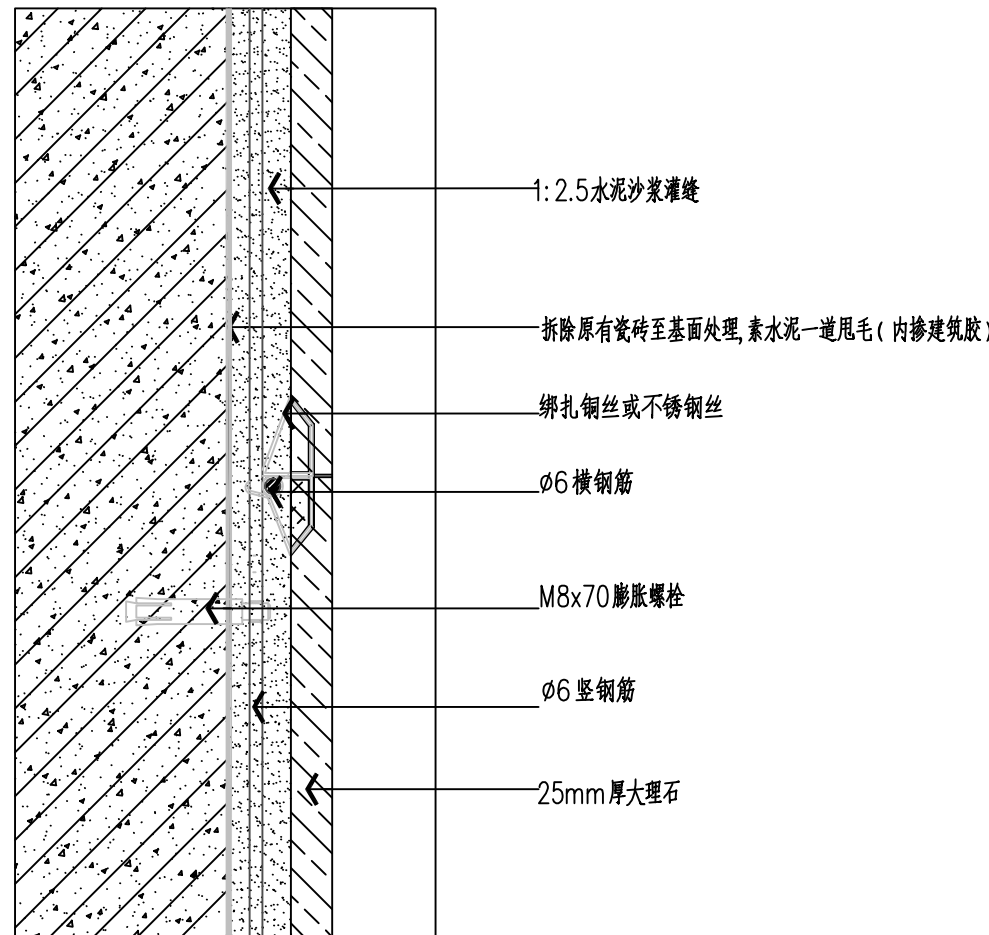 1:2.5水泥沙浆灌缝
拆除原有瓷砖至基面处理,素水泥一道甩毛(内掺建筑胶)
绑扎铜丝或不锈钢丝
ø6横钢筋
M8x70膨胀螺栓
ø6竖钢筋
25mm厚大理石